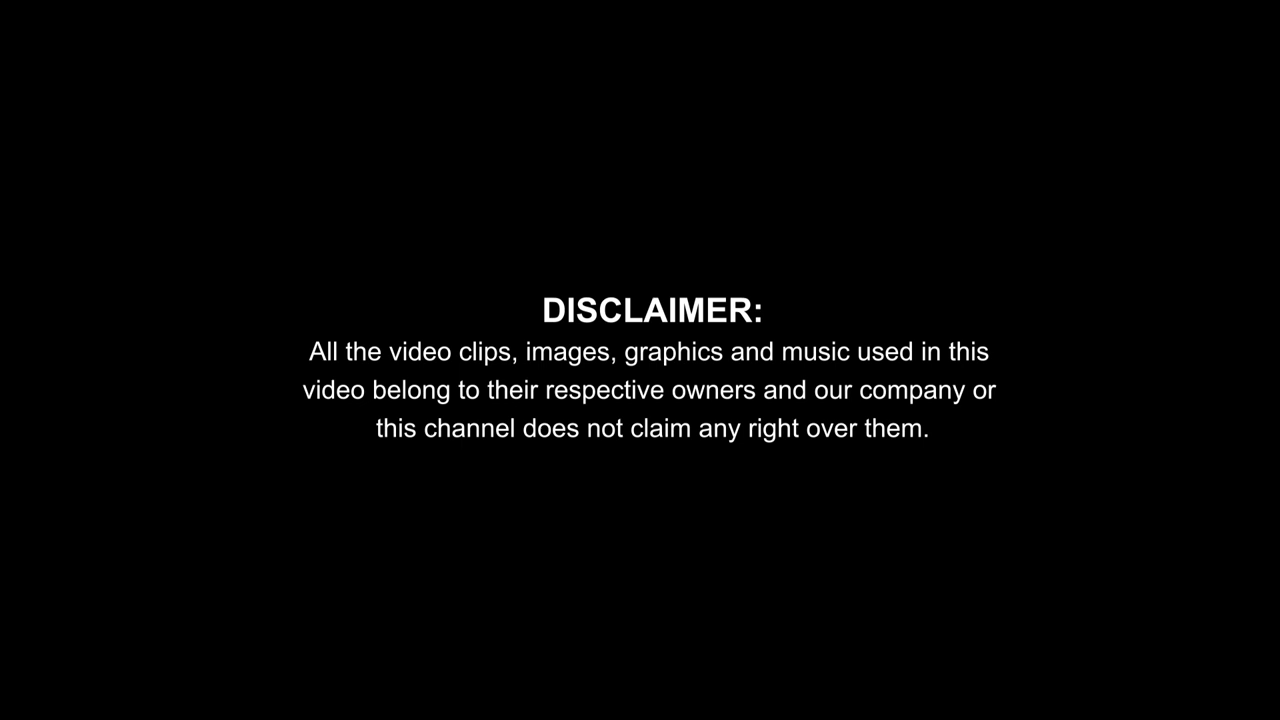 DISCLAIMER:
All the video clips, images, graphics and music used in this
video belong to their respective owners and our company or
this channel does not claim any right over them.